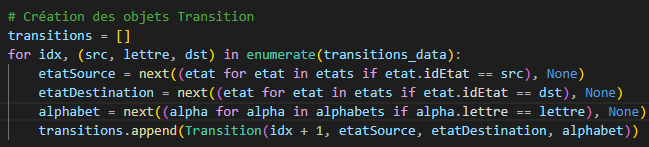 # Création des objets Transition
transitions = []
for idx, (src, lettre, dst) in enumerate(transitions_data):
    etatSource = next((etat for etat in etats if etat.idEtat == src), None)
    etatDestination = next((etat for etat in etats if etat.idEtat == dst), None)
    alphabet = next((alpha for alpha in alphabets if alpha.lettre == lettre), None)
    transitions.append(Transition(idx + 1, etatSource, etatDestination, alphabet))